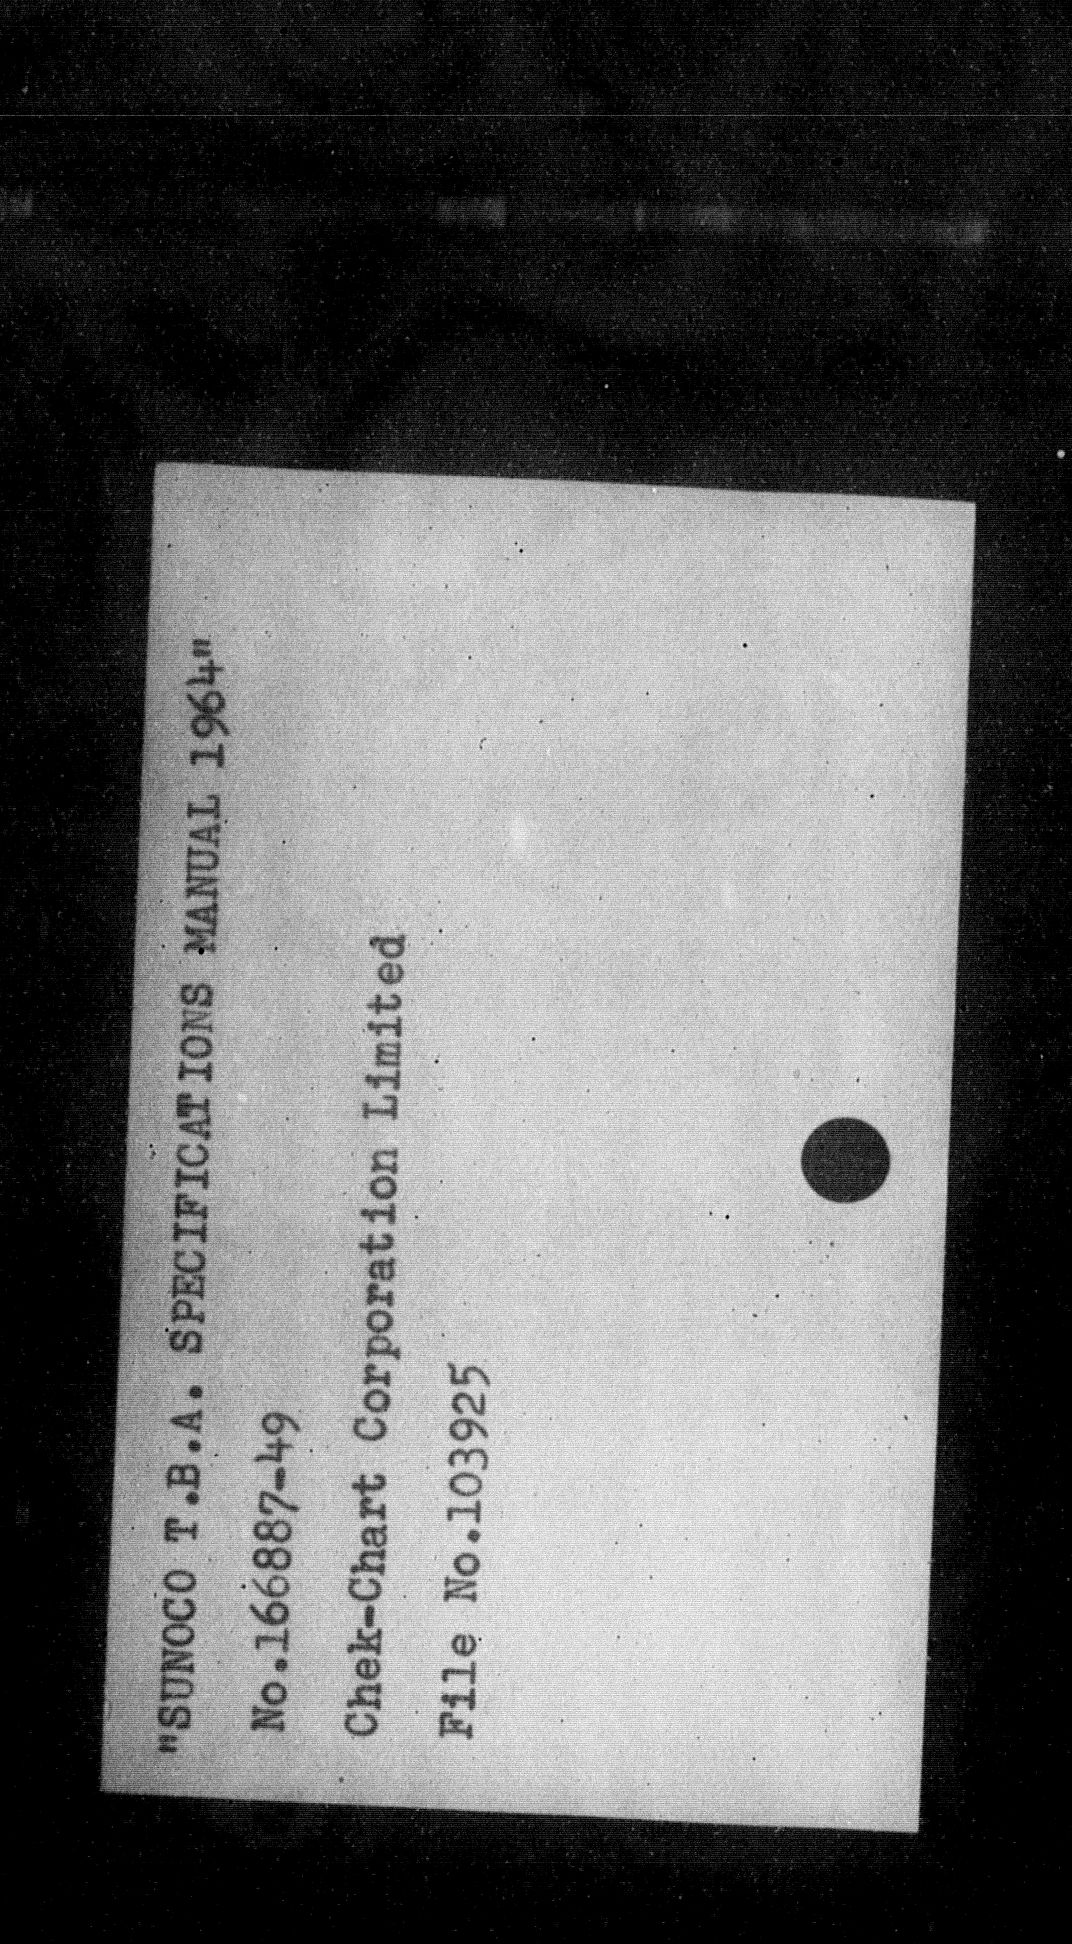 "SUNOCO T.B.A. SPECIFICATIONS MANUAL 1964"
No.166887-49
Chek-Chart Corporation Limited
File No.103925